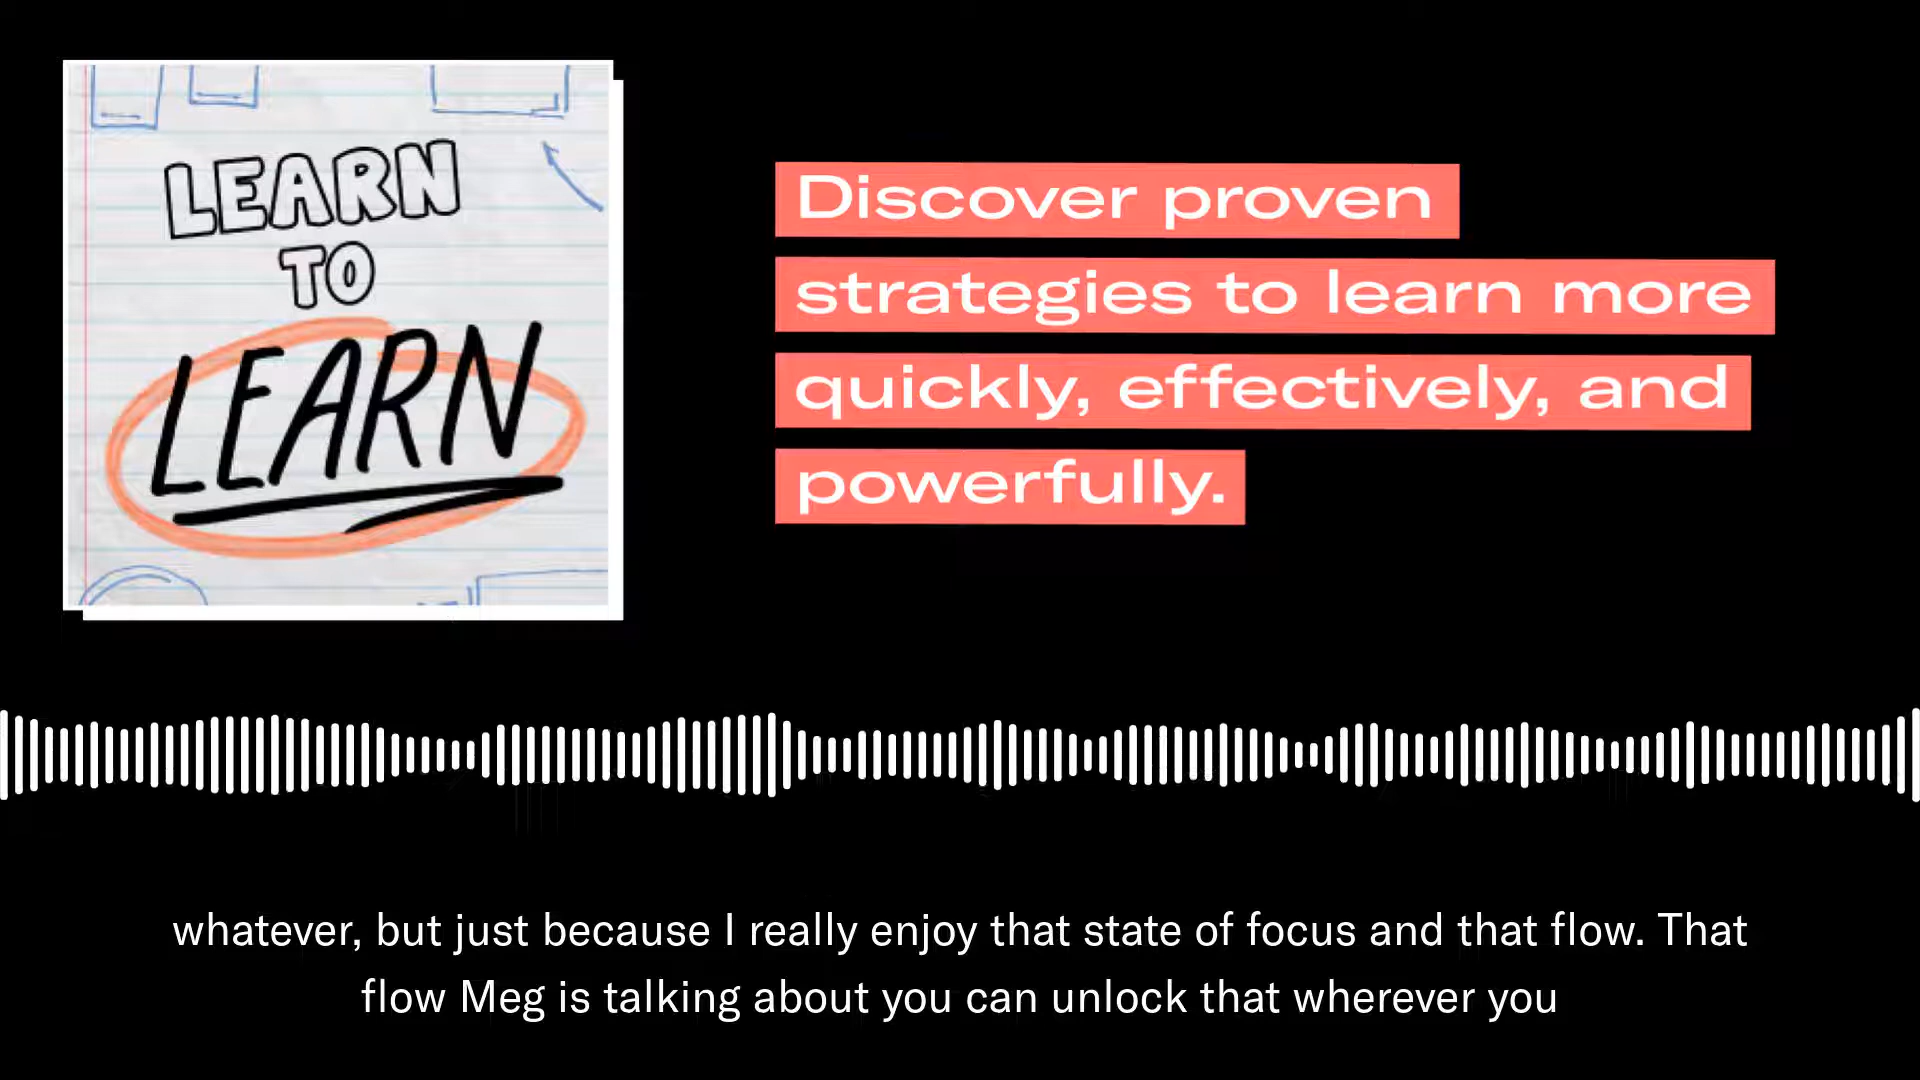 LEARN
TO
LEARN
Discover proven
strategies to learn more
quickly, effectively, and
powerfully.
whatever, but just because I really enjoy that state of focus and that flow. That
flow Meg is talking about you can unlock that wherever you